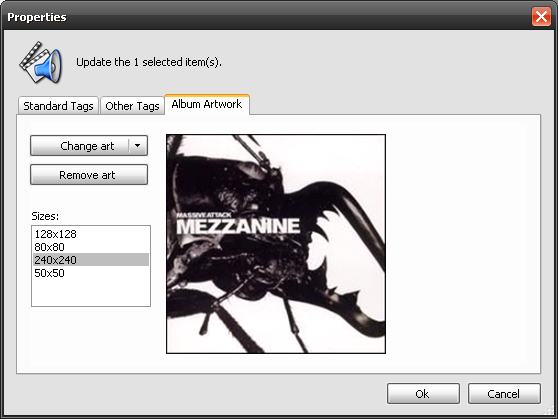 Properties
Update the 1 selected item(s).
Standard Tags Other Tags Album Artwork
Change art
Remove art
Sizes:
128x128
80x80
240x240
50x50
MASSIVE ATTACK
MEZZANINE
Ok Cancel